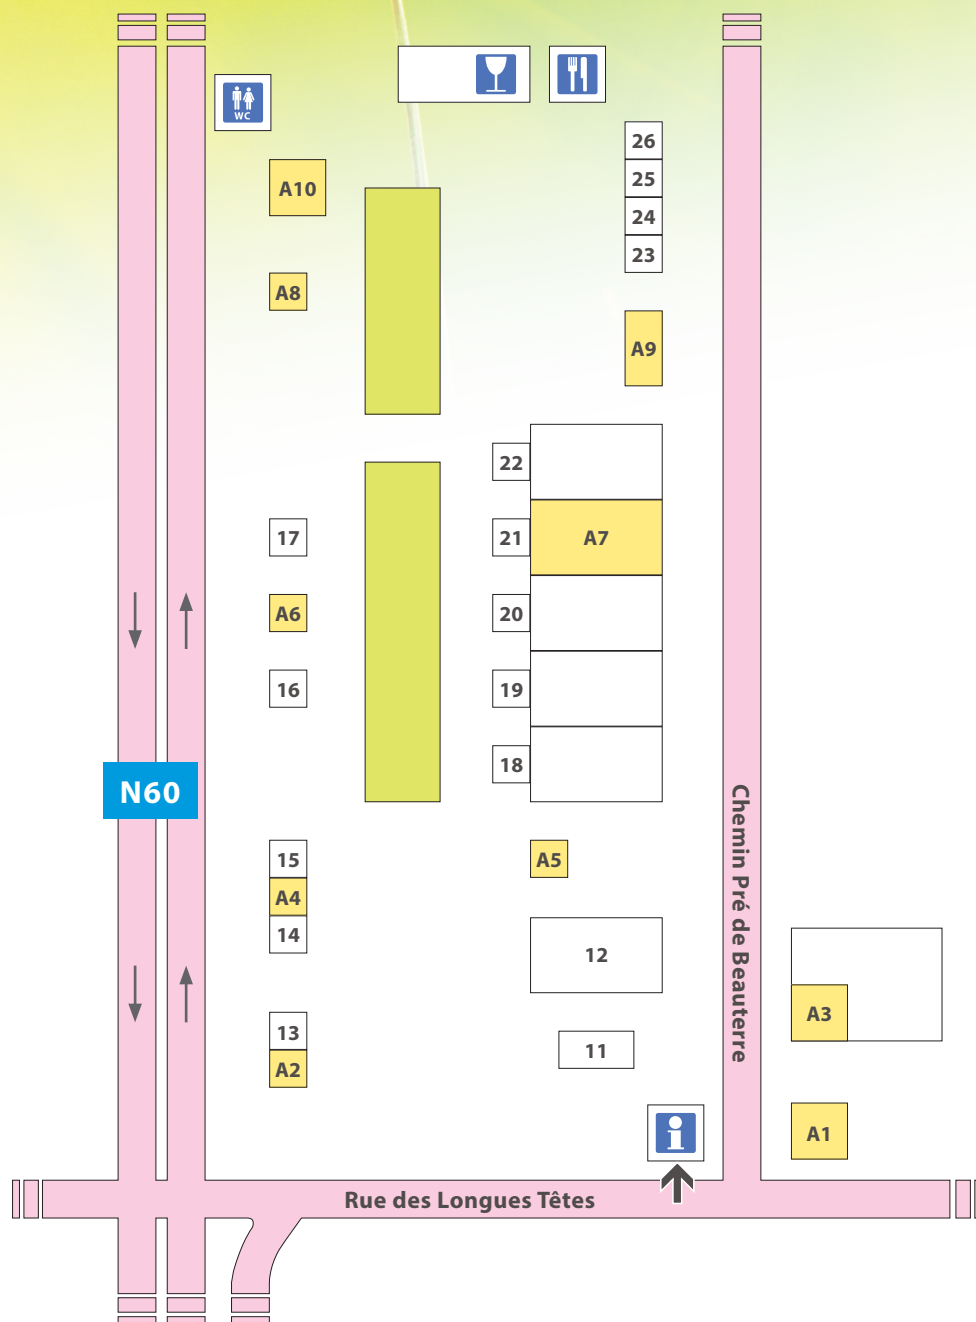 WC
26
A10
25
24
23
A8
A9
22
17
21
A7
A6
20
16
19
18
N60
15
A5
A4
14
12
Chemin Pré de Beauterre
A3
13
11
A2
A1
Rue des Longues Têtes